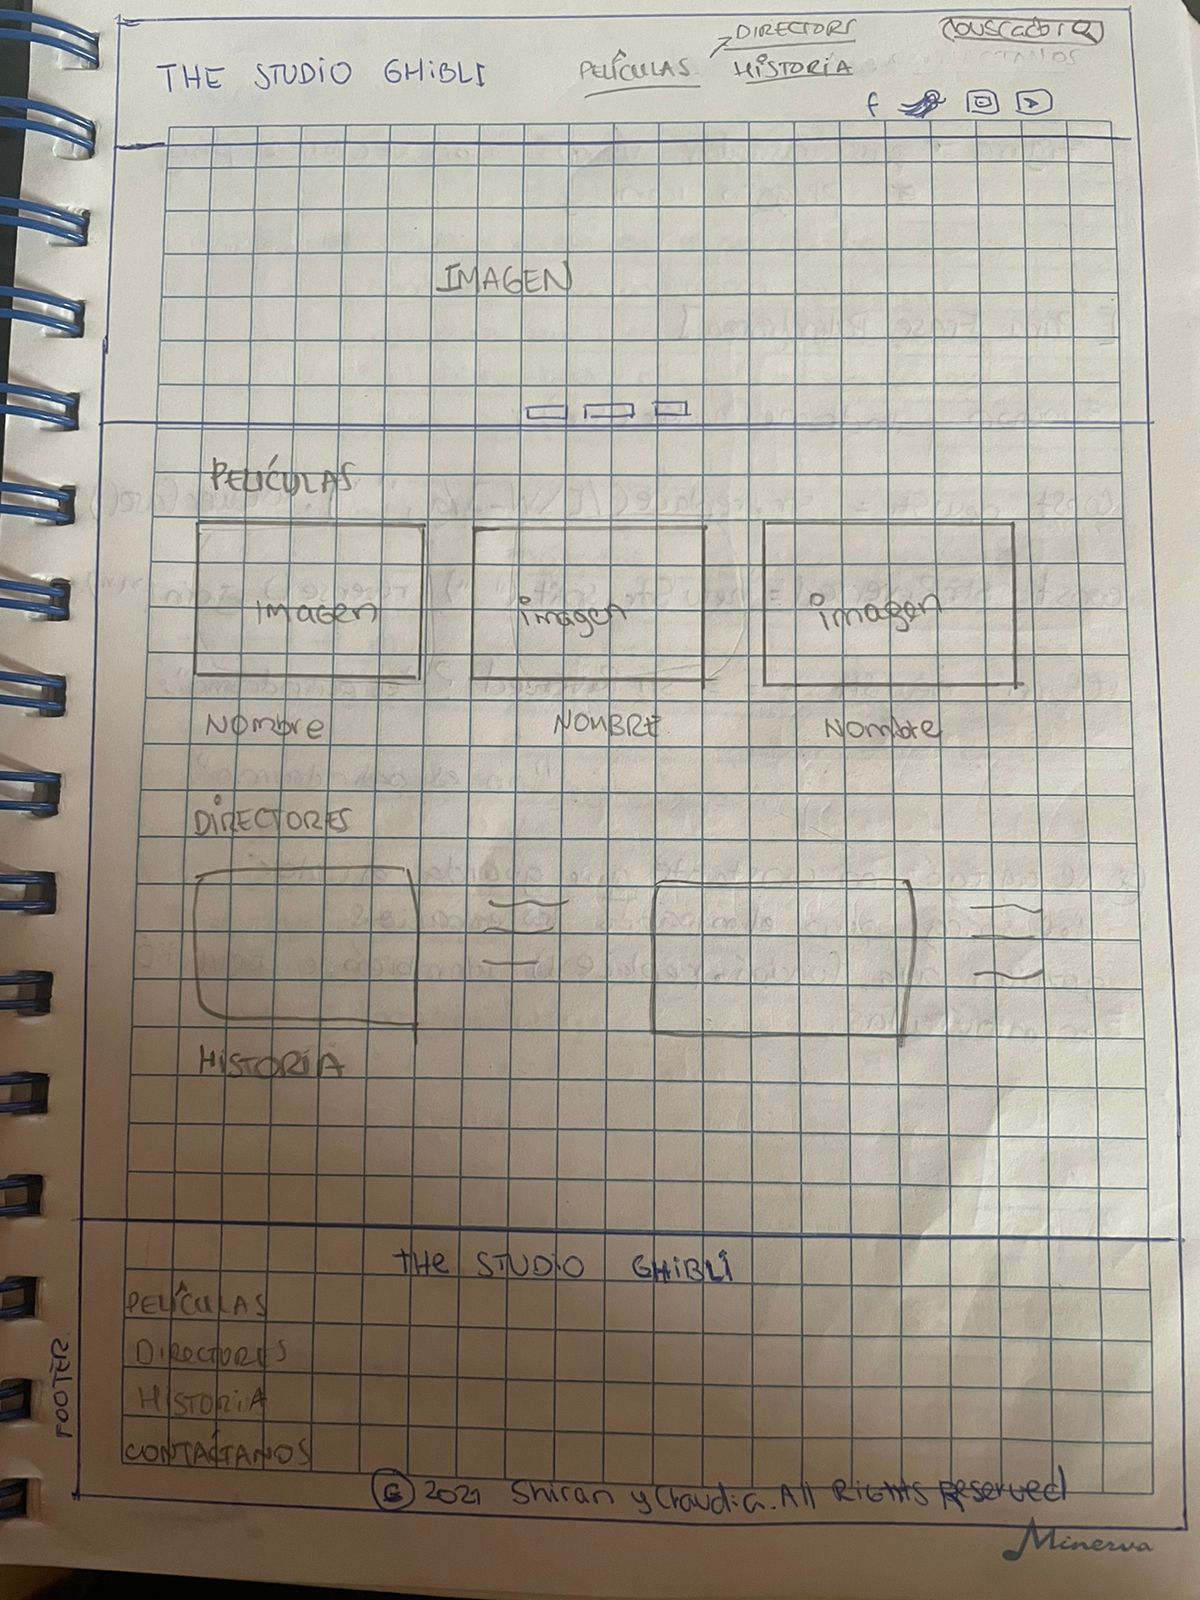 THE STUDIO GHIBLI
PELÍCULAS
DIRECTORS
HISTORIA
BUSCADOR
f
IMAGEN
PELÍCULAS
imagen imagen imagen
Nombre NOMBRE Nombre
DIRECTORES
HISTORIA
THE STUDIO GHIBLI
PELÍCULAS
DIRECTORES
HISTORIA
CONTÁCTANOS
FOOTER
© 2021 Shiran y Claudia. All Rights Reserved
Minerva